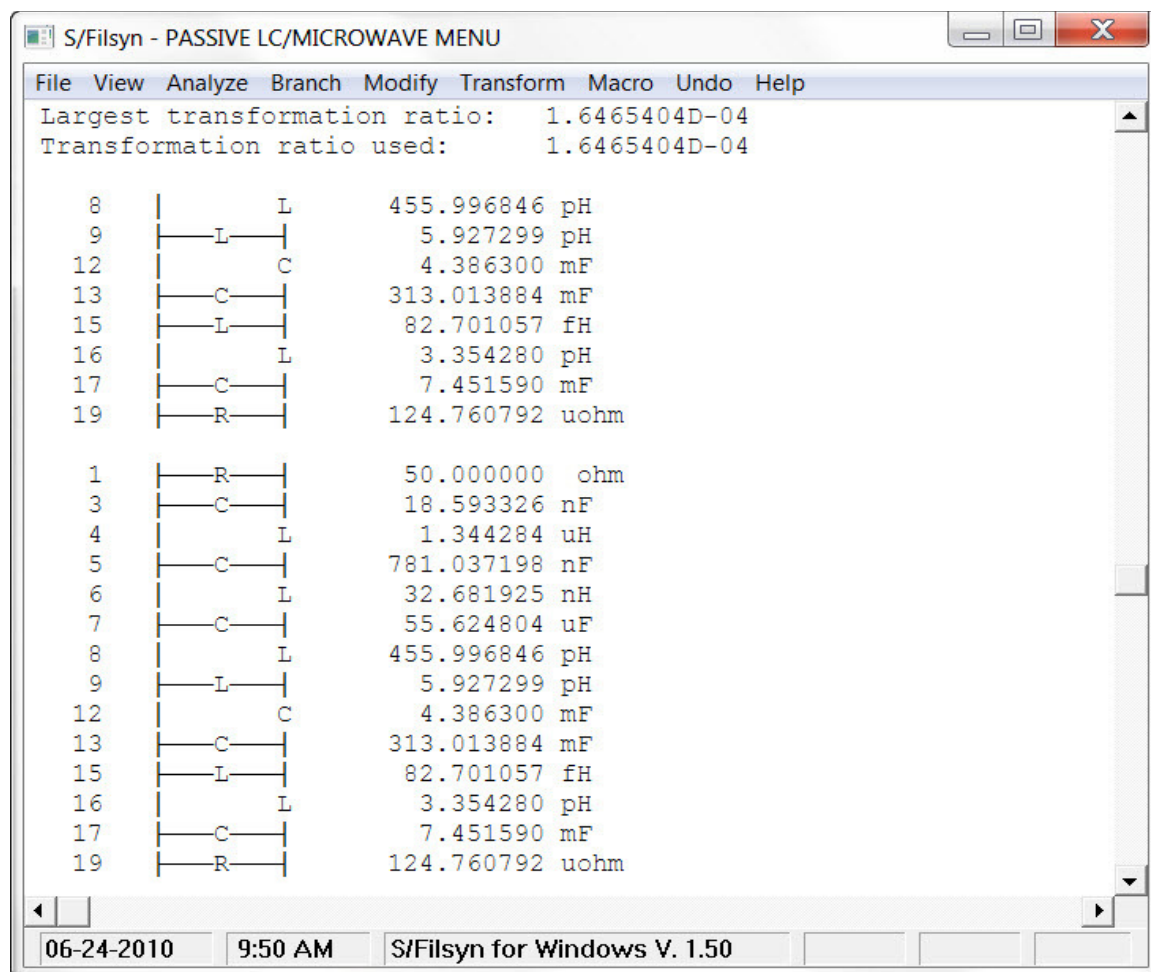 S/Filsyn - PASSIVE LC/MICROWAVE MENU
File View Analyze Branch Modify Transform Macro Undo Help
Largest transformation ratio: 1.6465404D-04
Transformation ratio used: 1.6465404D-04
8 L 455.996846 pH
9 L 5.927299 pH
12 C 4.386300 mF
13 C 313.013884 mF
15 L 82.701057 fH
16 L 3.354280 pH
17 C 7.451590 mF
19 R 124.760792 uohm
1 R 50.000000 ohm
3 C 18.593326 nF
4 L 1.344284 uH
5 C 781.037198 nF
6 L 32.681925 nH
7 C 55.624804 uF
8 L 455.996846 pH
9 L 5.927299 pH
12 C 4.386300 mF
13 C 313.013884 mF
15 L 82.701057 fH
16 L 3.354280 pH
17 C 7.451590 mF
19 R 124.760792 uohm
06-24-2010 9:50 AM S/Filsyn for Windows V. 1.50